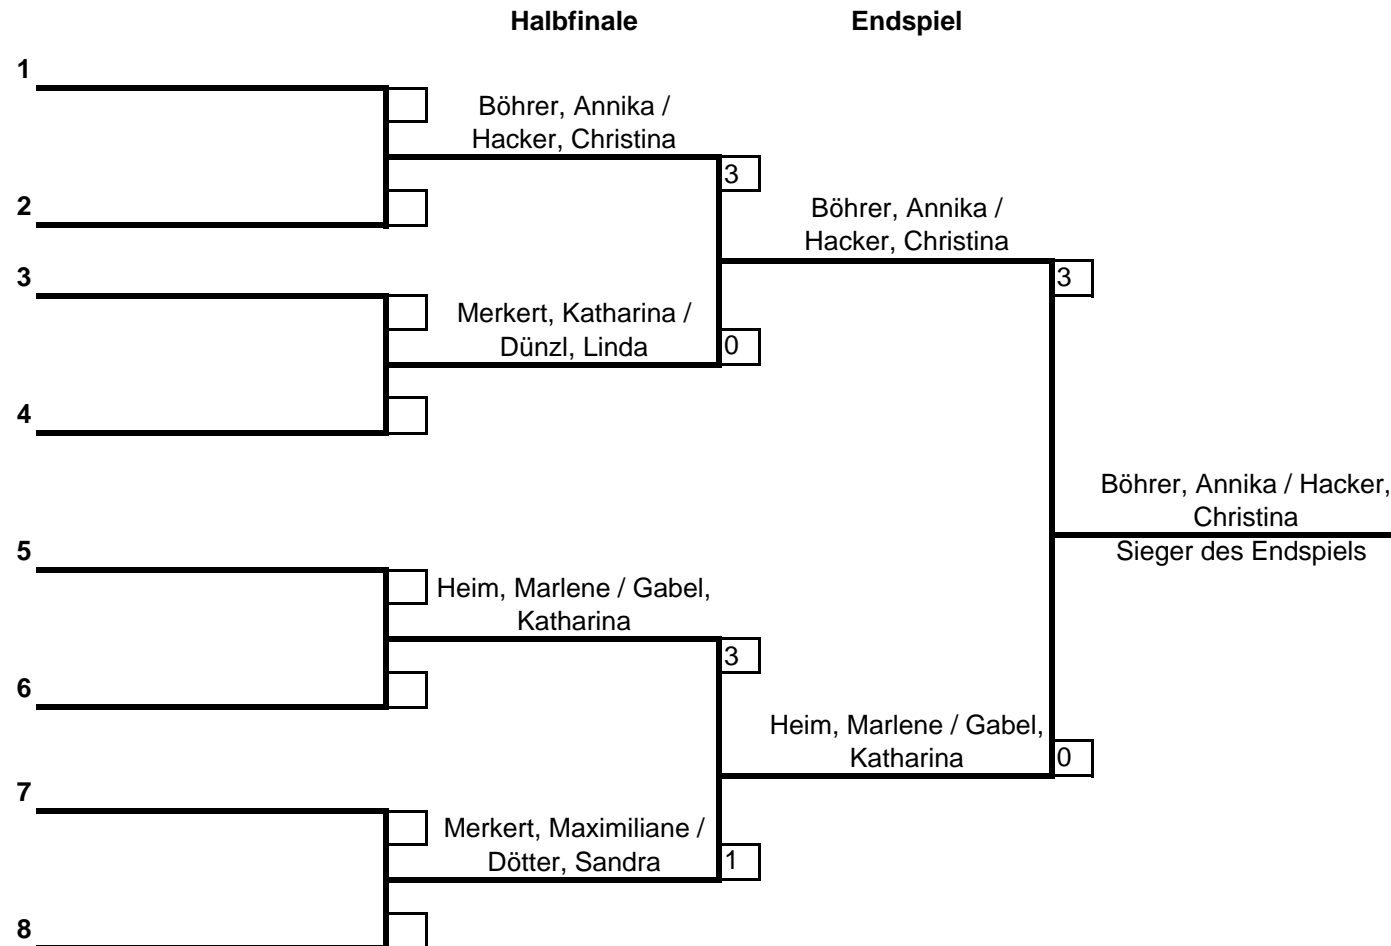 Halbfinale
Endspiel
1
Böhrer, Annika /
Hacker, Christina
3
2
Böhrer, Annika /
Hacker, Christina
3
3
Merkert, Katharina /
Dünzl, Linda
0
4
Böhrer, Annika / Hacker,
Christina
Sieger des Endspiels
5
Heim, Marlene / Gabel,
Katharina
3
6
Heim, Marlene / Gabel,
Katharina
0
7
Merkert, Maximiliane /
Dötter, Sandra
1
8